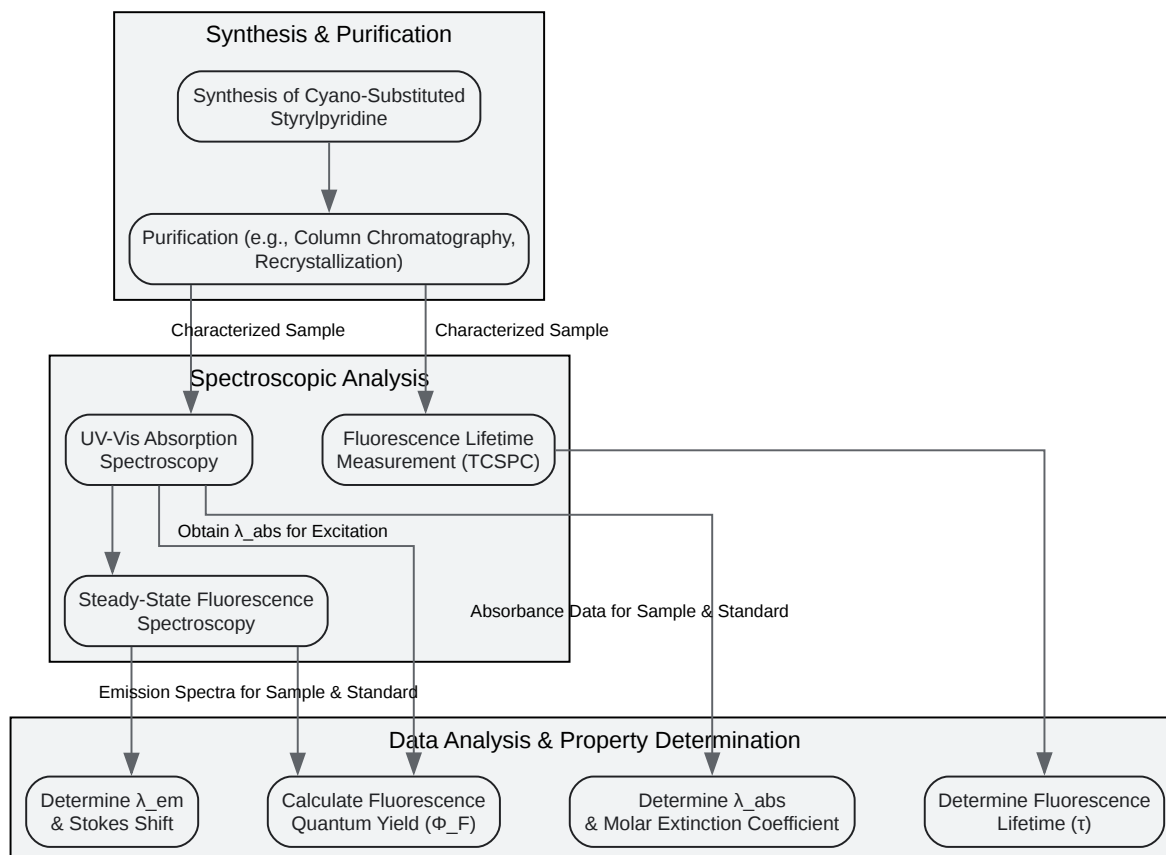 Synthesis & Purification
Synthesis of Cyano-Substituted
Styrylpyridine
Purification (e.g., Column Chromatography,
Recrystallization)
Characterized Sample
Characterized Sample
Spectroscopic Analysis
UV-Vis Absorption
Spectroscopy
Fluorescence Lifetime
Measurement (TCSPC)
Obtain λ_abs for Excitation
Steady-State Fluorescence
Spectroscopy
Absorbance Data for Sample & Standard
Emission Spectra for Sample & Standard
Data Analysis & Property Determination
Determine λ_em
& Stokes Shift
Calculate Fluorescence
Quantum Yield (Φ_F)
Determine λ_abs
& Molar Extinction Coefficient
Determine Fluorescence
Lifetime (τ)